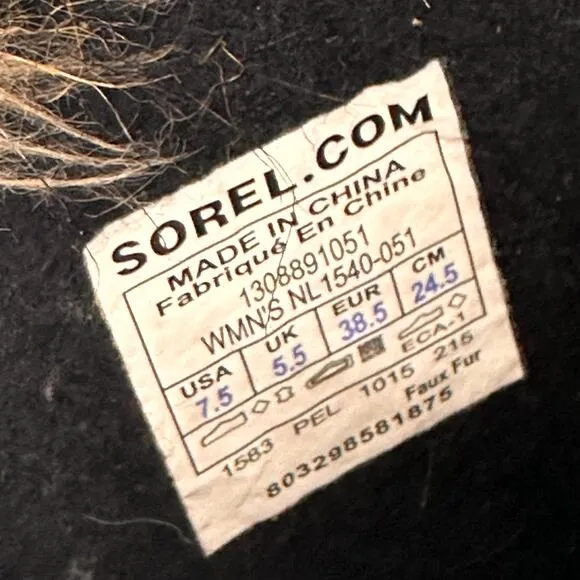 SOREL.COM
MADE IN CHINA
Fabriqué En Chine
1308891051
WMN'S NL1540-051
USA UK EUR CM
7.5 5.5 38.5 24.5
ECA-1
1583 PEL 1015 215
Faux Fur
803298581875